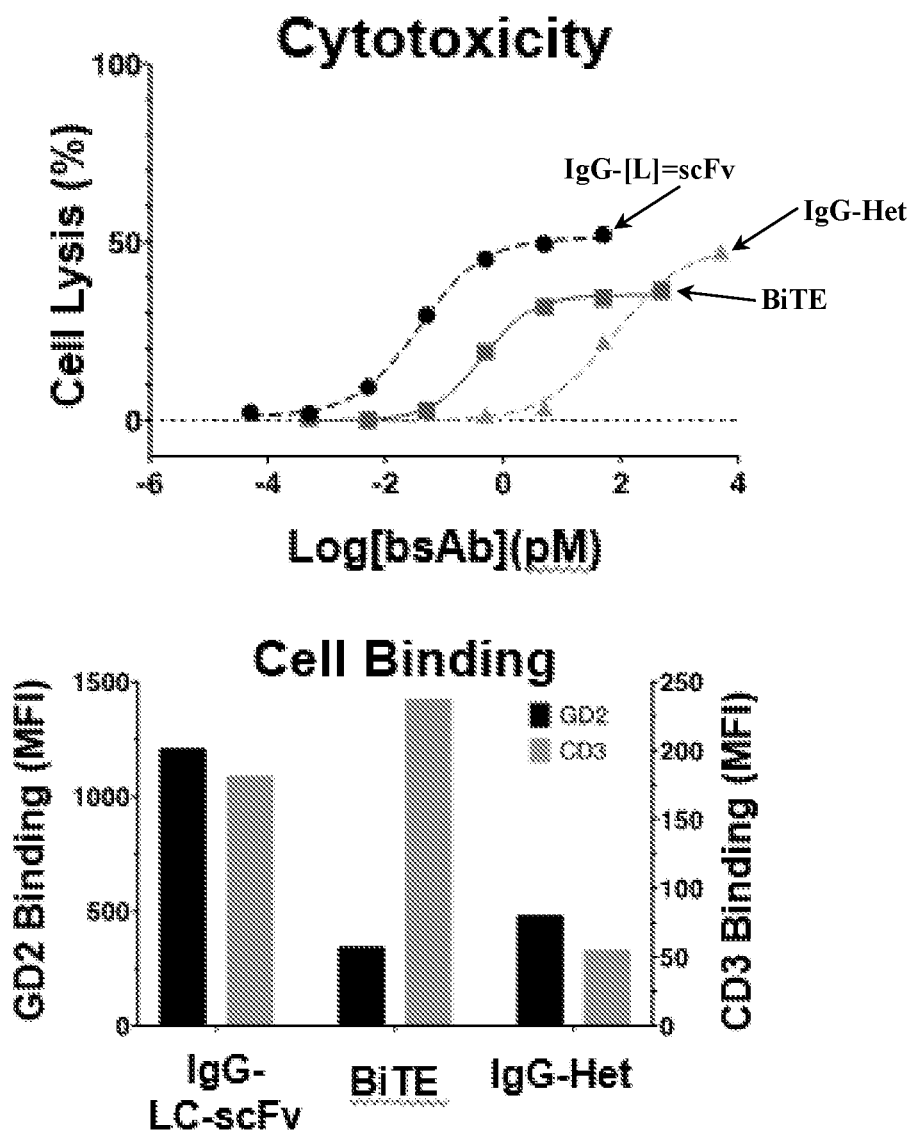 Cytotoxicity
100
50
0
Cell Lysis (%)
IgG-[L]=scFv
IgG-Het
BiTE
-6 -4 -2 0 2 4
Log[bsAb](pM)
Cell Binding
1500
1000
500
0
GD2 Binding (MFI)
GD2
CD3
250
200
150
100
50
0
CD3 Binding (MFI)
IgG-
LC-scFv
BiTE
IgG-Het